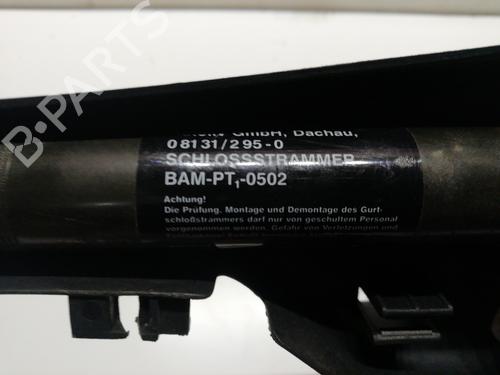 GmbH, Dachau,
08131/295-0
SCHLOSSSTRAMMER
BAM-PT1-0502
Achtung!
Die Prüfung, Montage und Demontage des Gurt-
schloßstrammers darf nur von geschultem Personal
vorgenommen werden. Gefahr von Verletzungen und
B-PARTS